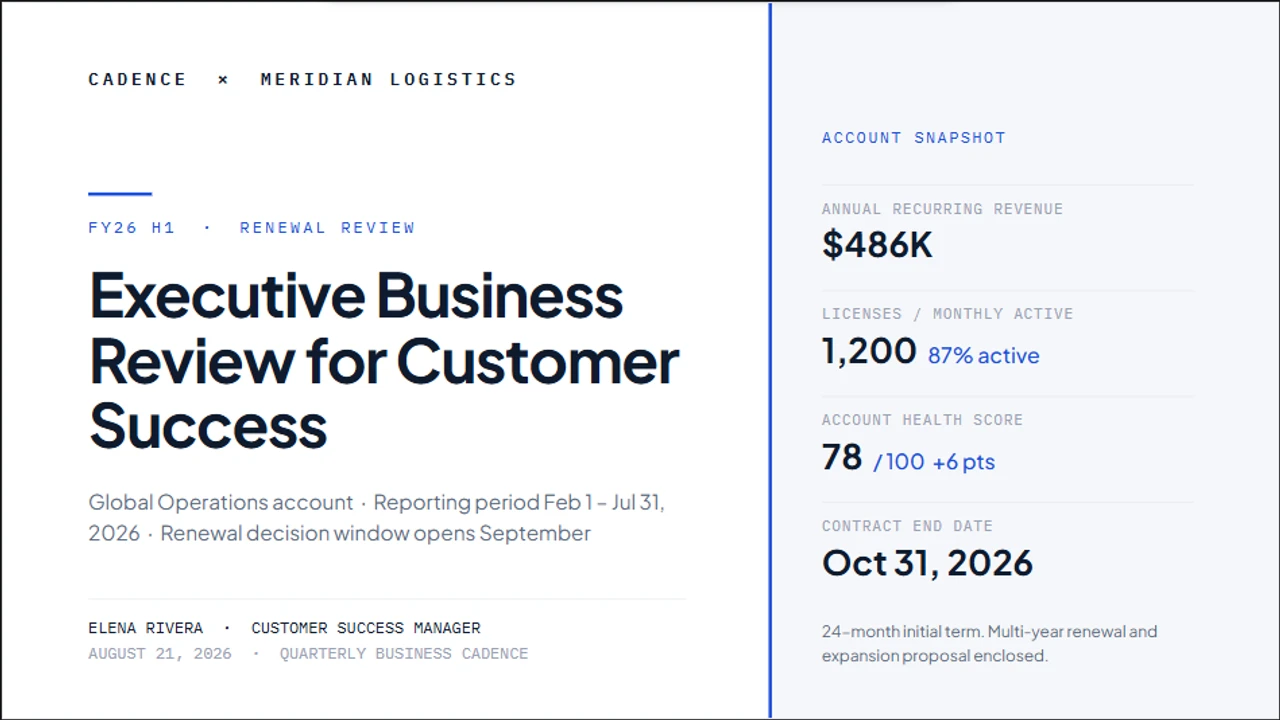 CADENCE × MERIDIAN LOGISTICS
FY26 H1 · RENEWAL REVIEW
Executive Business
Review for Customer
Success
Global Operations account · Reporting period Feb 1 – Jul 31,
2026 · Renewal decision window opens September
ELENA RIVERA · CUSTOMER SUCCESS MANAGER
AUGUST 21, 2026 · QUARTERLY BUSINESS CADENCE
ACCOUNT SNAPSHOT
ANNUAL RECURRING REVENUE
$486K
LICENSES / MONTHLY ACTIVE
1,200 87% active
ACCOUNT HEALTH SCORE
78 / 100 +6 pts
CONTRACT END DATE
Oct 31, 2026
24-month initial term. Multi-year renewal and
expansion proposal enclosed.